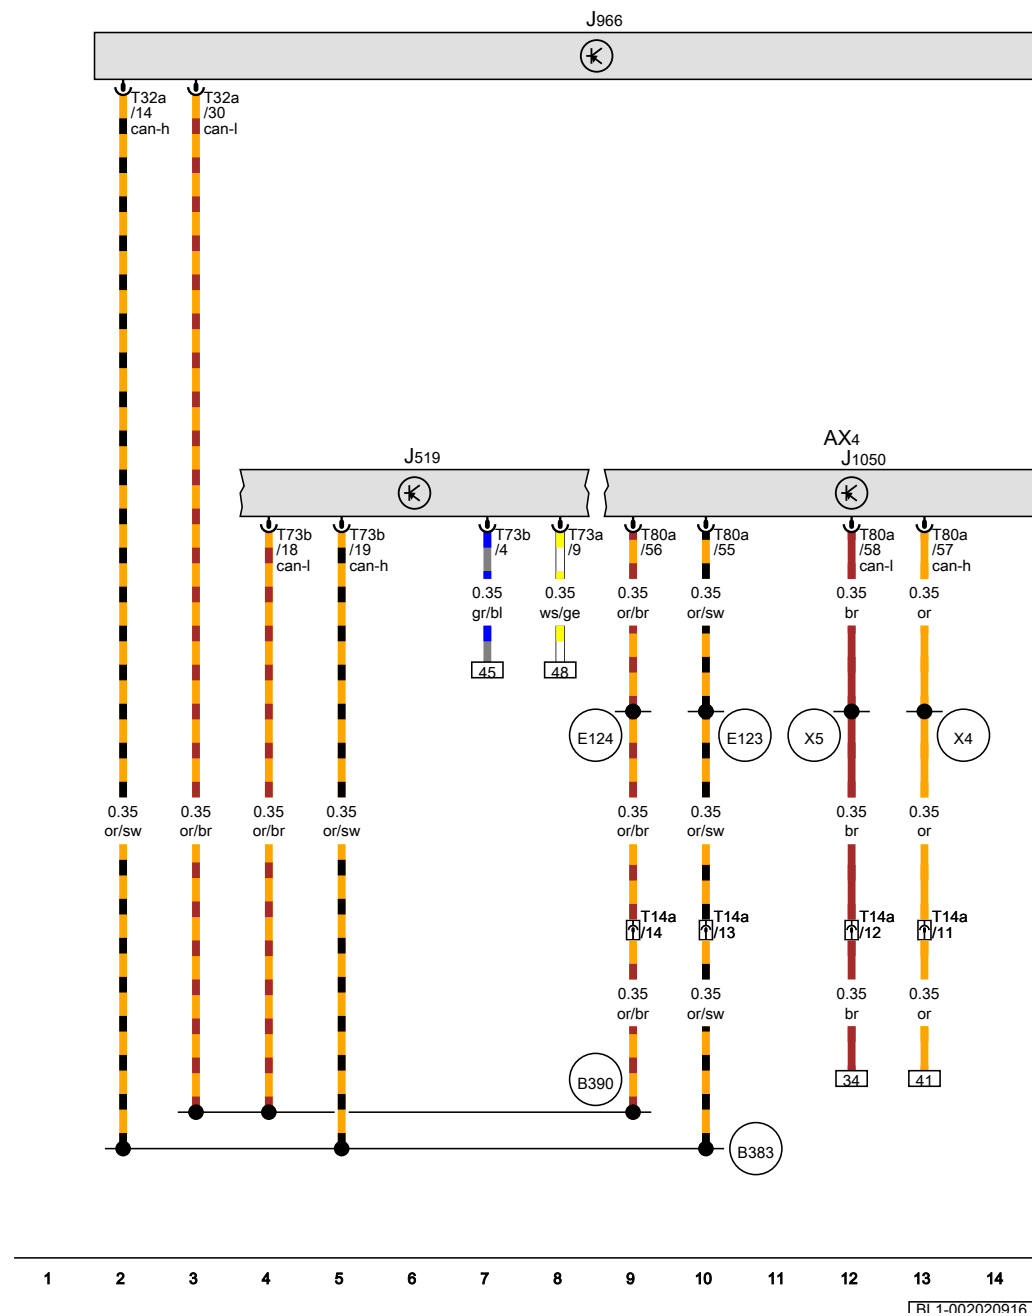 J966
T32a
/14
can-h
T32a
/30
can-l
AX4
J519
J1050
T73b
/18
can-l
T73b
/19
can-h
T73b
/4
T73a
/9
T80a
/56
T80a
/55
T80a
/58
can-l
T80a
/57
can-h
0.35
gr/bl
0.35
ws/ge
0.35
or/br
0.35
or/sw
0.35
br
0.35
or
45
48
E124
E123
X5
X4
0.35
or/sw
0.35
or/br
0.35
or/br
0.35
or/sw
0.35
or/br
0.35
or/sw
0.35
br
0.35
or
T14a
/14
T14a
/13
T14a
/12
T14a
/11
0.35
or/br
0.35
or/sw
0.35
br
0.35
or
B390
34
41
B383
1 2 3 4 5 6 7 8 9 10 11 12 13 14
BL1-002020916